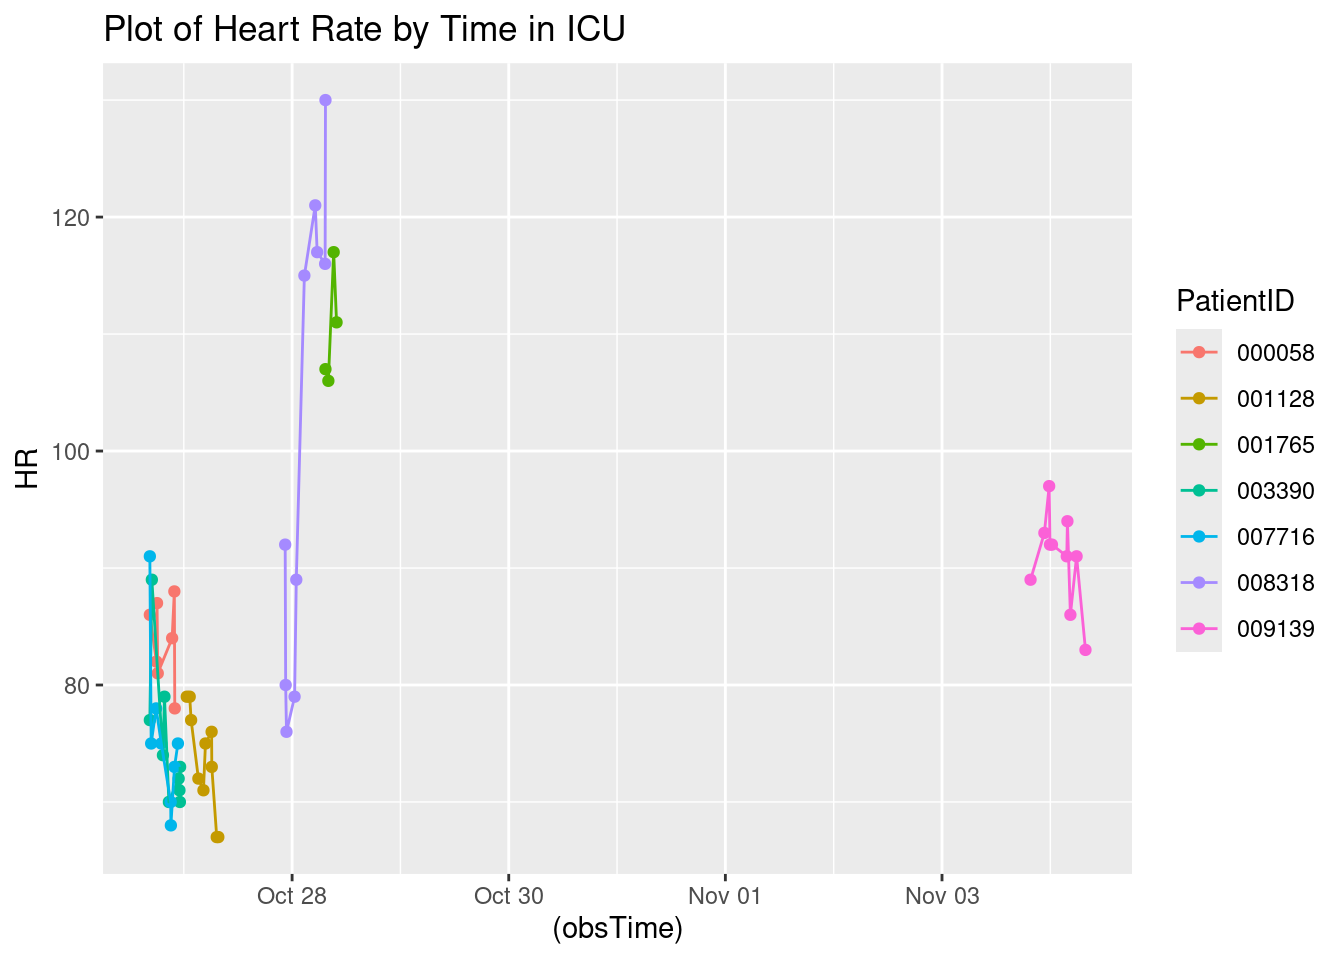 Plot of Heart Rate by Time in ICU
HR
120
100
80
Oct 28
Oct 30
Nov 01
Nov 03
(obsTime)
PatientID
000058
001128
001765
003390
007716
008318
009139